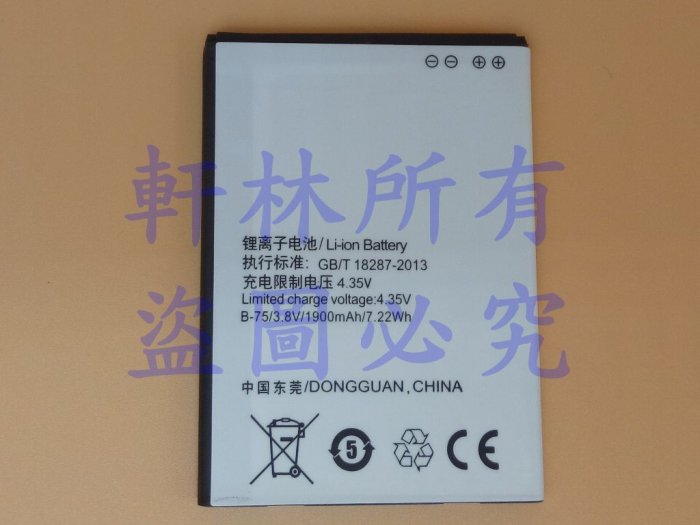 ⊖⊖ ⊕⊕
軒林所有
锂离子电池/Li-ion Battery
执行标准: GB/T 18287-2013
充电限制电压 4.35V
Limited charge voltage:4.35V
B-75/3.8V/1900mAh/7.22Wh
盜圖必究
中国东莞/DONGGUAN,CHINA
5
CE